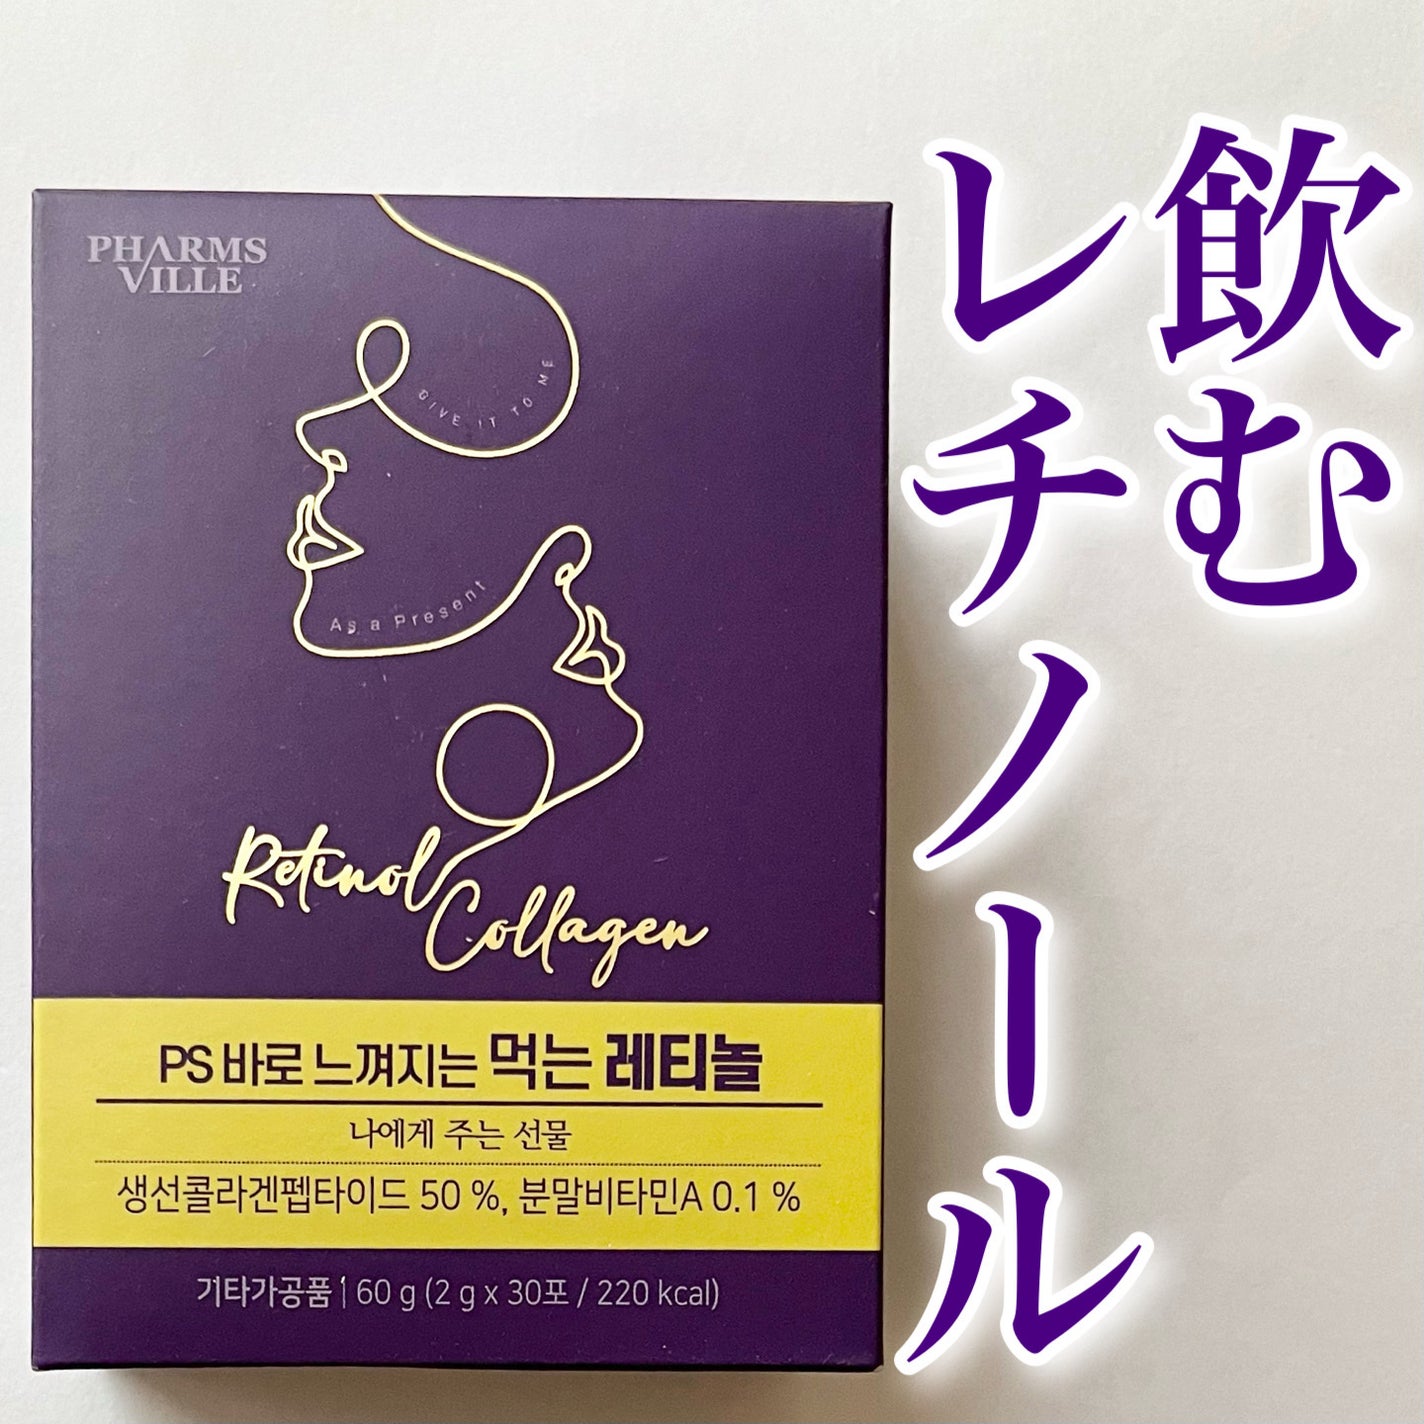 飲む
レチノール
PHARMS
VILLE
GIVE IT TO ME
As a Present
Retinol
Collagen
PS 바로 느껴지는 먹는 레티놀
나에게 주는 선물
생선콜라겐펩타이드 50 %, 분말비타민A 0.1 %
기타가공품 | 60 g (2 g x 30포 / 220 kcal)